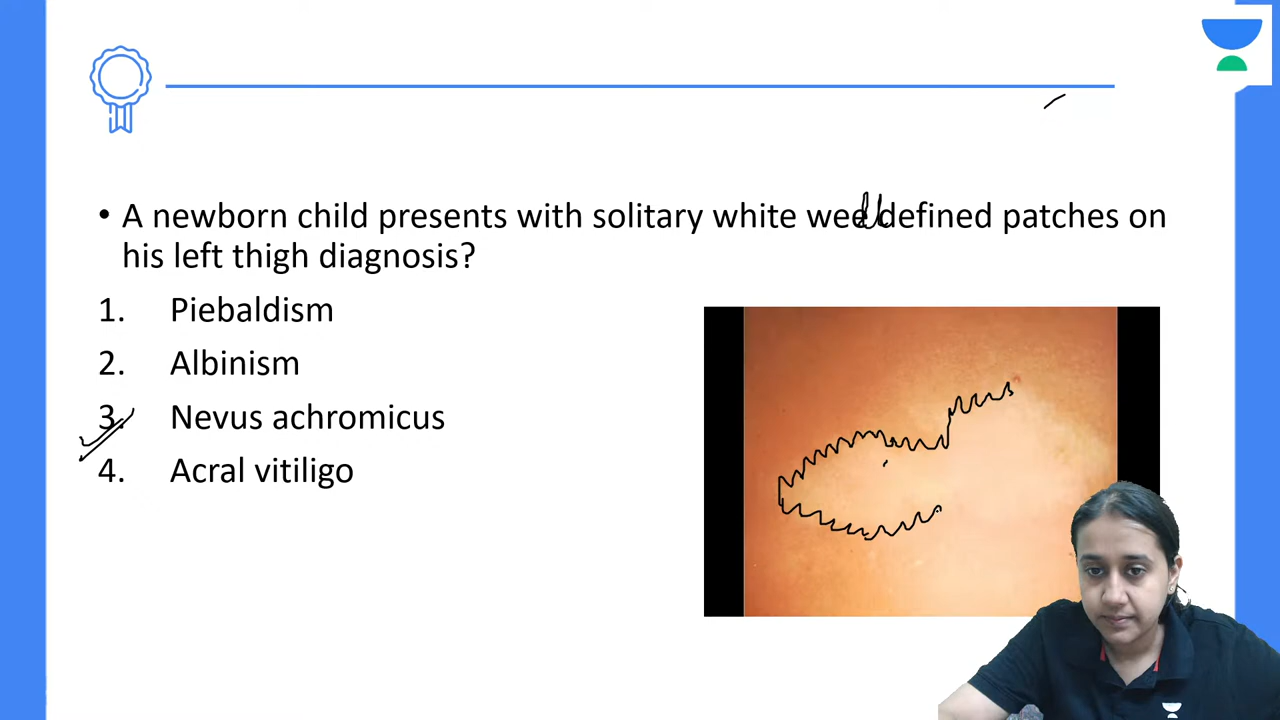 • A newborn child presents with solitary white wee defined patches on
his left thigh diagnosis?
1. Piebaldism
2. Albinism
3. Nevus achromicus
4. Acral vitiligo